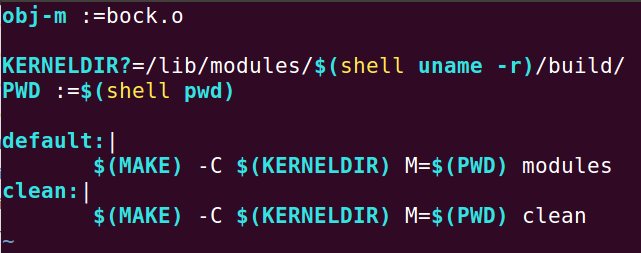 obj-m :=bock.o
KERNELDIR?=/lib/modules/$(shell uname -r)/build/
PWD :=$(shell pwd)
default:|
$(MAKE) -C $(KERNELDIR) M=$(PWD) modules
clean:|
$(MAKE) -C $(KERNELDIR) M=$(PWD) clean
~